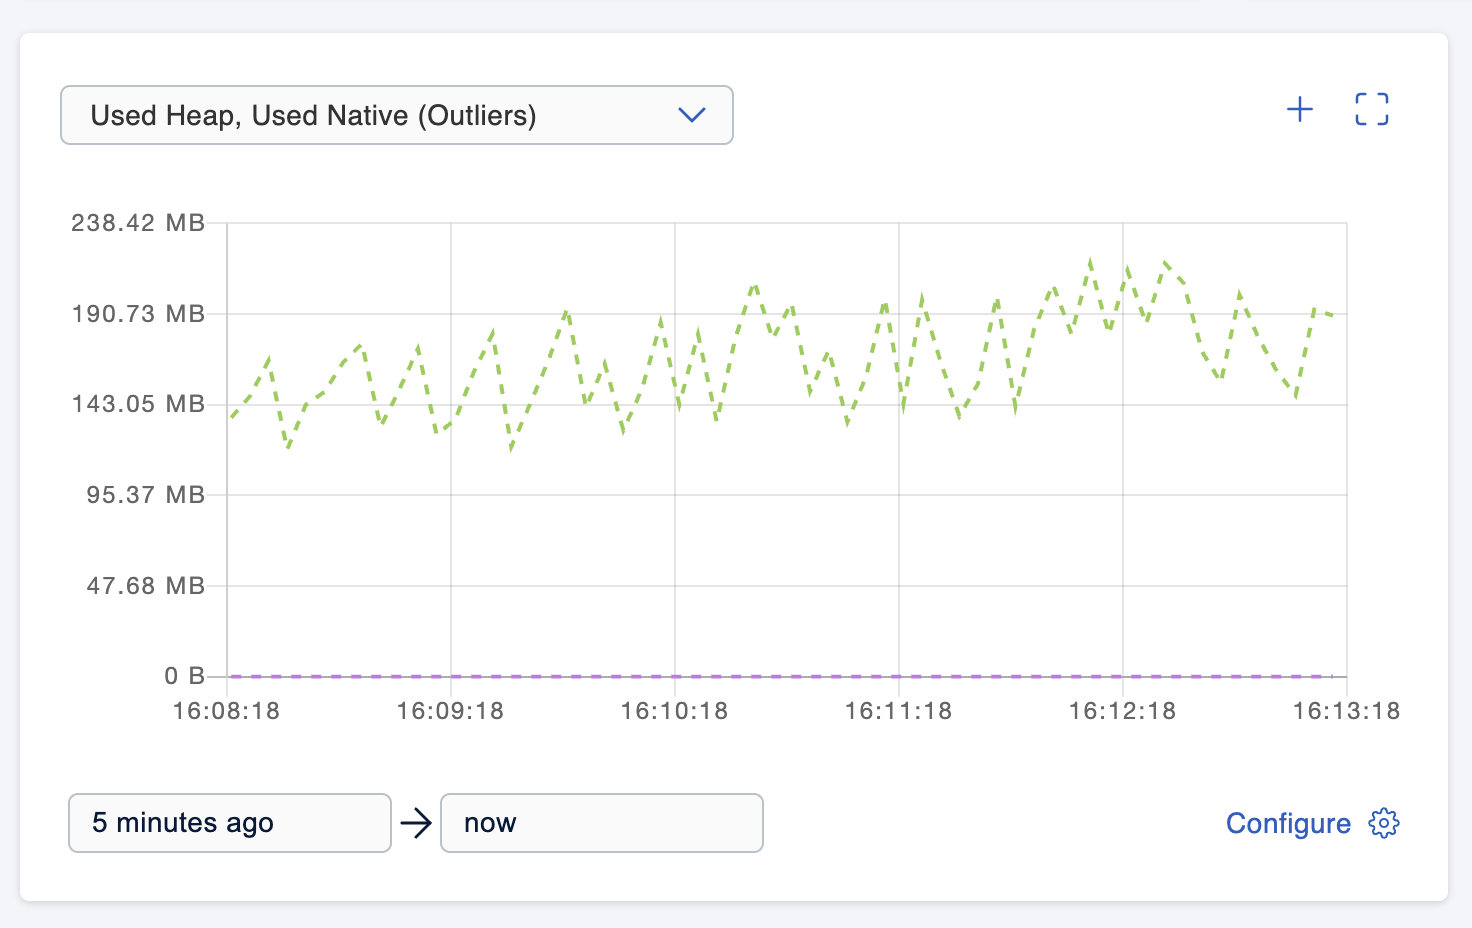 Used Heap, Used Native (Outliers)
238.42 MB
190.73 MB
143.05 MB
95.37 MB
47.68 MB
0 B
16:08:18 16:09:18 16:10:18 16:11:18 16:12:18 16:13:18
5 minutes ago now Configure